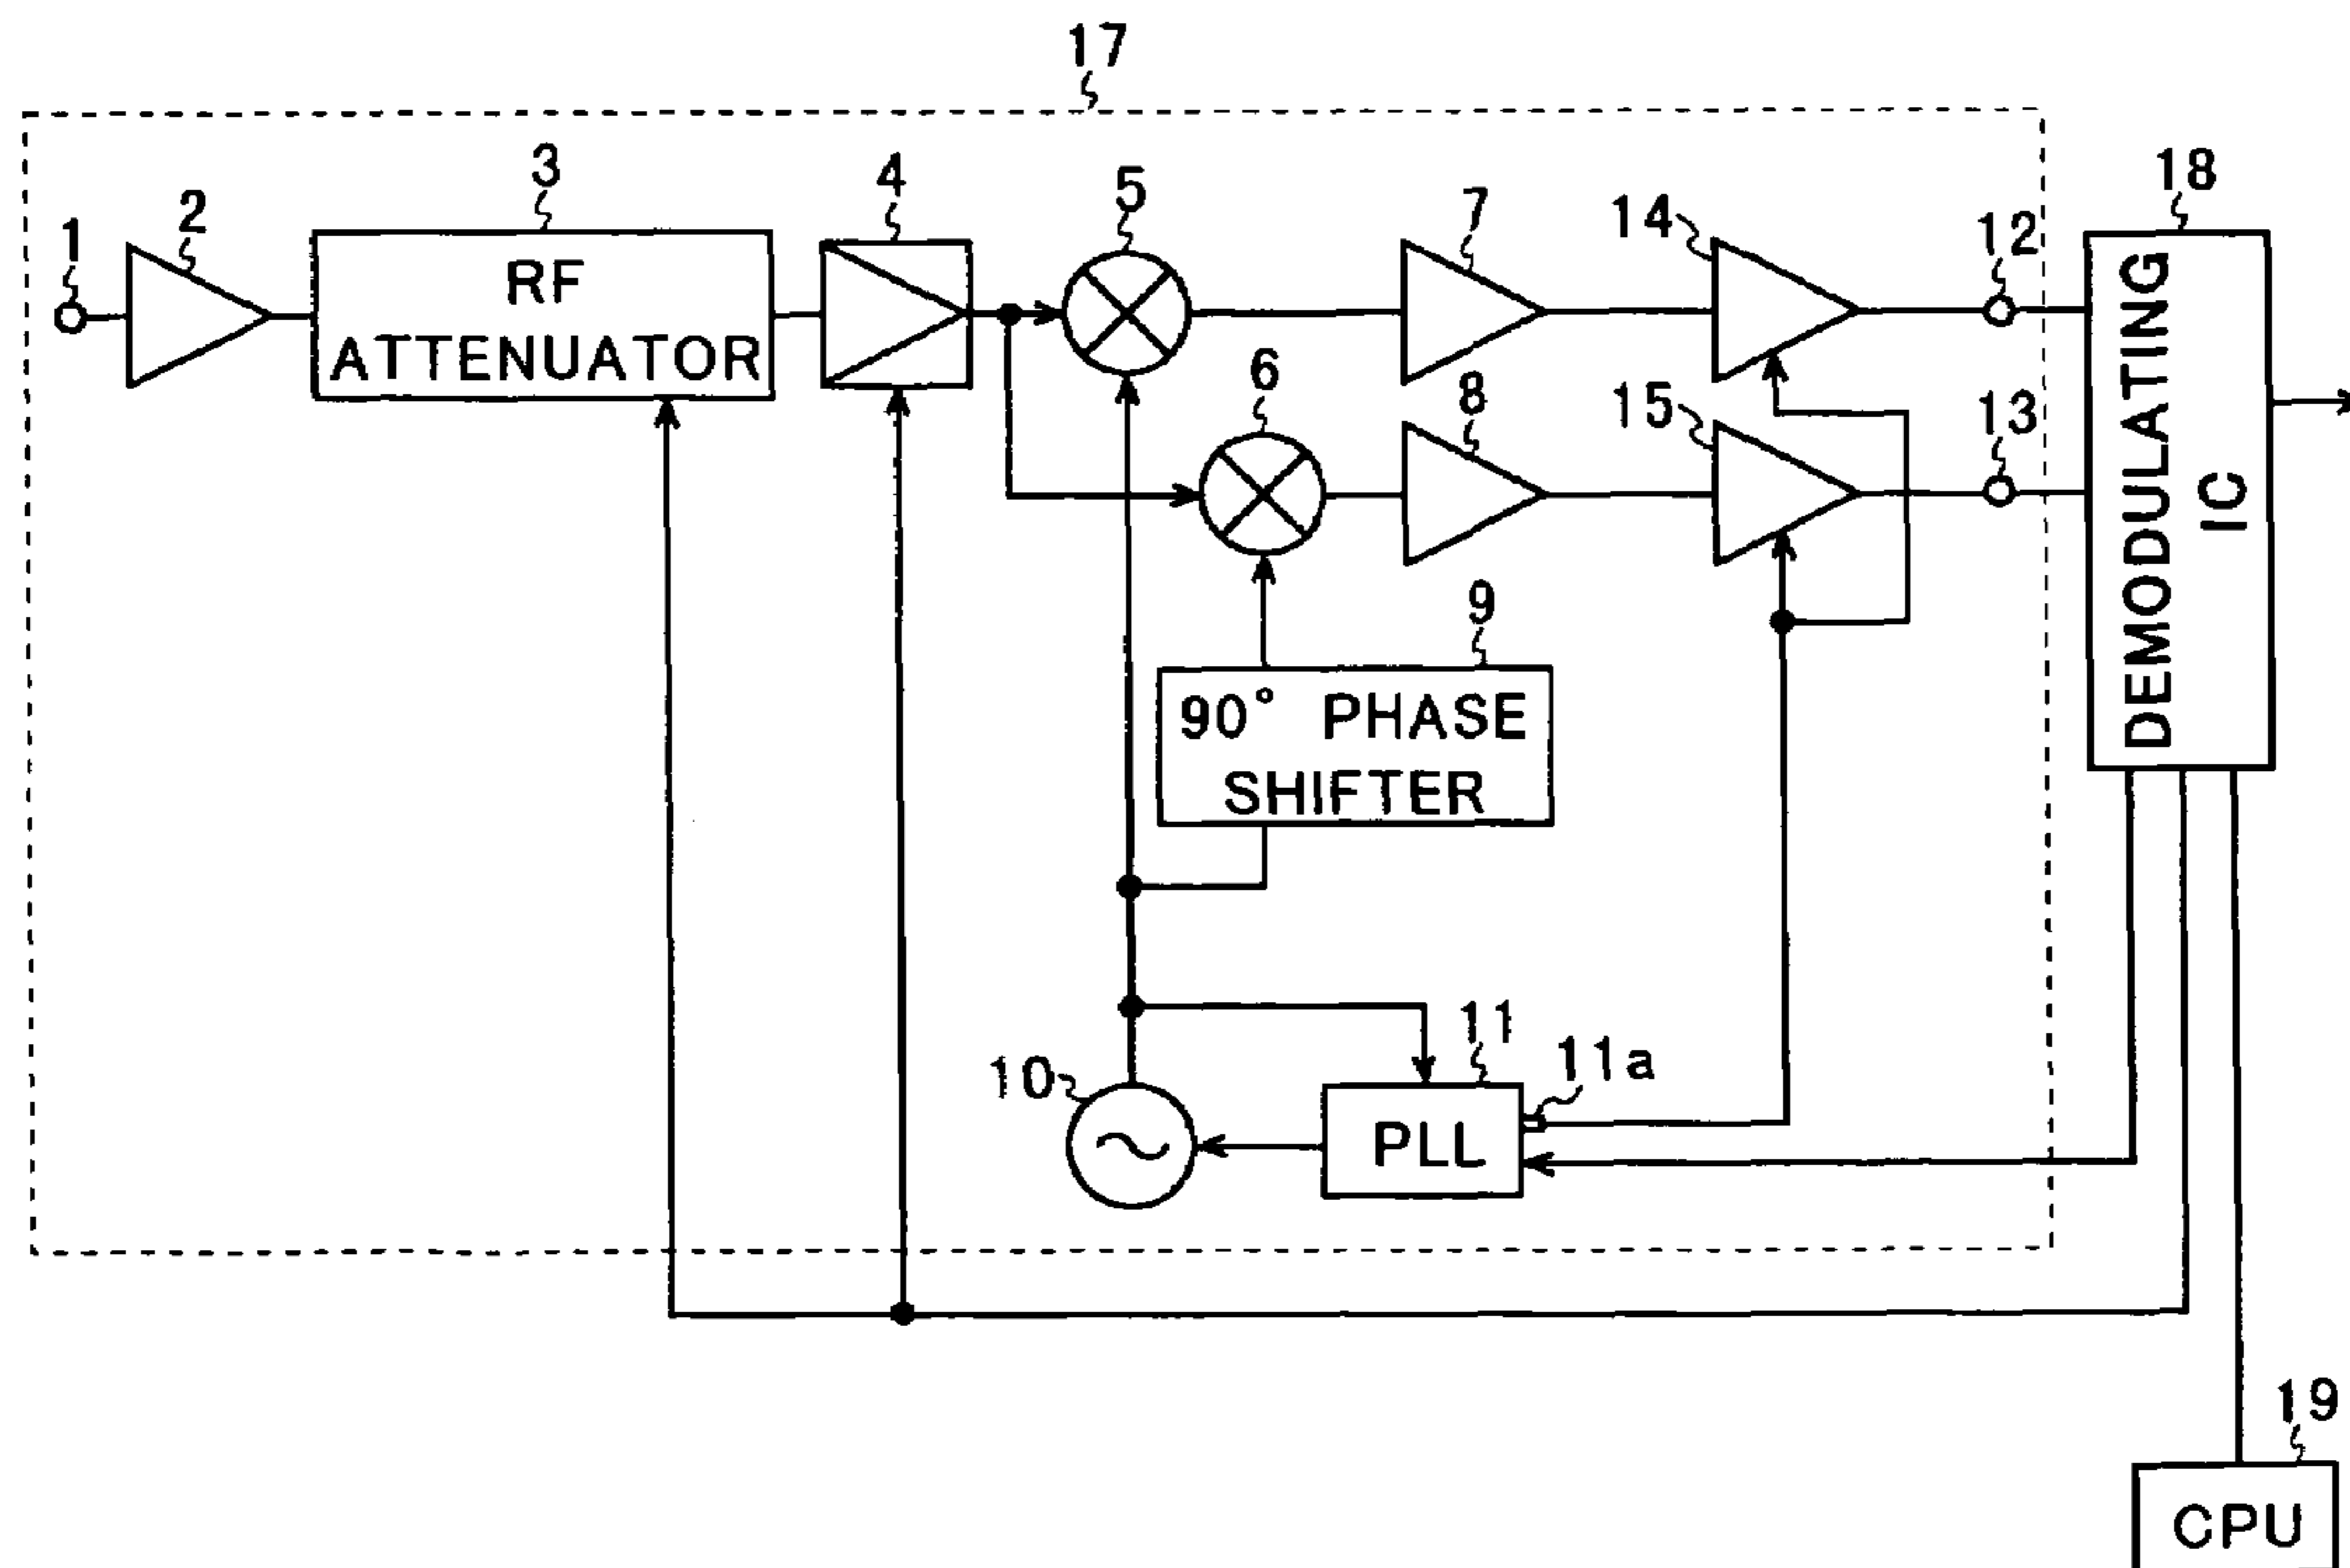 17
1
2
3
4
5
7
14
12
18
RF
ATTENUATOR
6
8
15
13
DEMODULATING
IC
9
90° PHASE
SHIFTER
10
11
11a
PLL
19
CPU